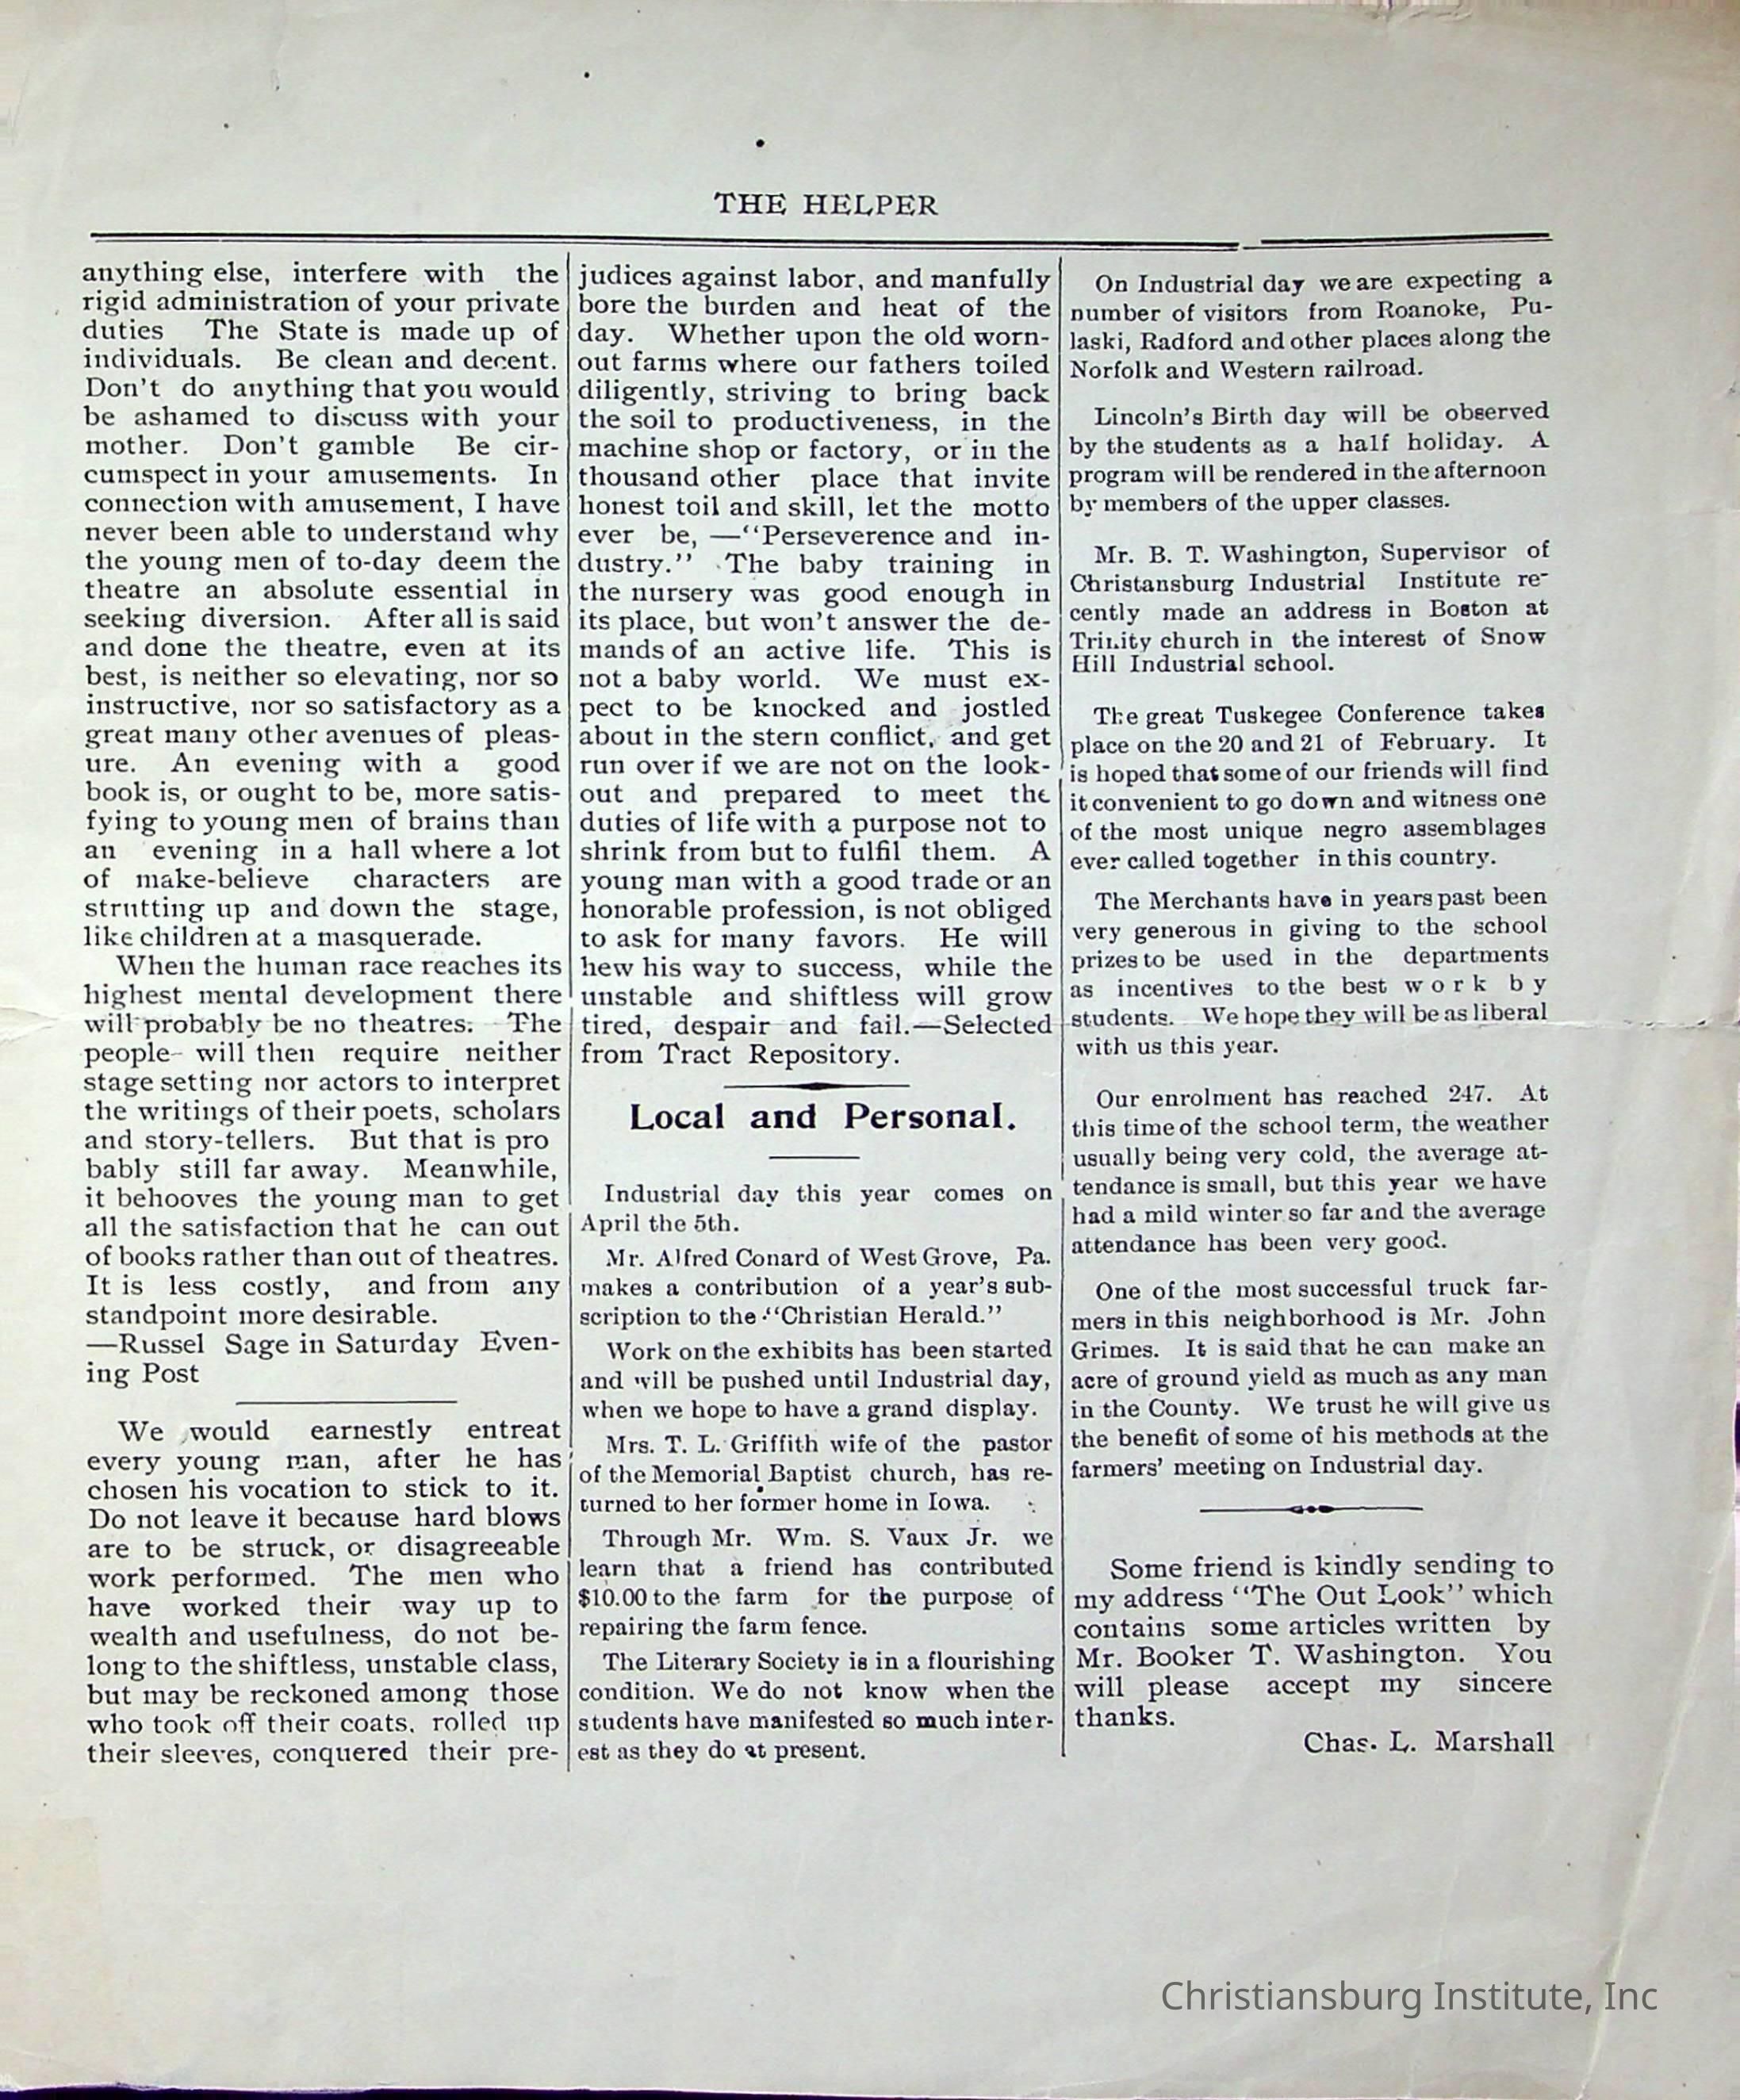 THE HELPER
anything else, interfere with the
rigid administration of your private
duties The State is made up of
individuals. Be clean and decent.
Don't do anything that you would
be ashamed to discuss with your
mother. Don't gamble Be cir-
cumspect in your amusements. In
connection with amusement, I have
never been able to understand why
the young men of to-day deem the
theatre an absolute essential in
seeking diversion. After all is said
and done the theatre, even at its
best, is neither so elevating, nor so
instructive, nor so satisfactory as a
great many other avenues of pleas-
ure. An evening with a good
book is, or ought to be, more satis-
fying to young men of brains than
an evening in a hall where a lot
of make-believe characters are
strutting up and down the stage,
like children at a masquerade.
When the human race reaches its
highest mental development there
will probably be no theatres. The
people will then require neither
stage setting nor actors to interpret
the writings of their poets, scholars
and story-tellers. But that is pro
bably still far away. Meanwhile,
it behooves the young man to get
all the satisfaction that he can out
of books rather than out of theatres.
It is less costly, and from any
standpoint more desirable.
—Russel Sage in Saturday Even-
ing Post
We would earnestly entreat
every young man, after he has
chosen his vocation to stick to it.
Do not leave it because hard blows
are to be struck, or disagreeable
work performed. The men who
have worked their way up to
wealth and usefulness, do not be-
long to the shiftless, unstable class,
but may be reckoned among those
who took off their coats, rolled up
their sleeves, conquered their pre-
judices against labor, and manfully
bore the burden and heat of the
day. Whether upon the old worn-
out farms where our fathers toiled
diligently, striving to bring back
the soil to productiveness, in the
machine shop or factory, or in the
thousand other place that invite
honest toil and skill, let the motto
ever be, —"Perseverence and in-
dustry." The baby training in
the nursery was good enough in
its place, but won't answer the de-
mands of an active life. This is
not a baby world. We must ex-
pect to be knocked and jostled
about in the stern conflict, and get
run over if we are not on the look-
out and prepared to meet the
duties of life with a purpose not to
shrink from but to fulfil them. A
young man with a good trade or an
honorable profession, is not obliged
to ask for many favors. He will
hew his way to success, while the
unstable and shiftless will grow
tired, despair and fail.—Selected
from Tract Repository.
Local and Personal.
Industrial day this year comes on
April the 5th.
Mr. Alfred Conard of West Grove, Pa.
makes a contribution of a year's sub-
scription to the "Christian Herald."
Work on the exhibits has been started
and will be pushed until Industrial day,
when we hope to have a grand display.
Mrs. T. L. Griffith wife of the pastor
of the Memorial Baptist church, has re-
turned to her former home in Iowa.
Through Mr. Wm. S. Vaux Jr. we
learn that a friend has contributed
$10.00 to the farm for the purpose of
repairing the farm fence.
The Literary Society is in a flourishing
condition. We do not know when the
students have manifested so much inter-
est as they do at present.
On Industrial day we are expecting a
number of visitors from Roanoke, Pu-
laski, Radford and other places along the
Norfolk and Western railroad.
Lincoln's Birth day will be observed
by the students as a half holiday. A
program will be rendered in the afternoon
by members of the upper classes.
Mr. B. T. Washington, Supervisor of
Christansburg Industrial Institute re-
cently made an address in Boston at
Trinity church in the interest of Snow
Hill Industrial school.
The great Tuskegee Conference takes
place on the 20 and 21 of February. It
is hoped that some of our friends will find
it convenient to go down and witness one
of the most unique negro assemblages
ever called together in this country.
The Merchants have in years past been
very generous in giving to the school
prizes to be used in the departments
as incentives to the best work by
students. We hope they will be as liberal
with us this year.
Our enrolment has reached 247. At
this time of the school term, the weather
usually being very cold, the average at-
tendance is small, but this year we have
had a mild winter so far and the average
attendance has been very good.
One of the most successful truck far-
mers in this neighborhood is Mr. John
Grimes. It is said that he can make an
acre of ground yield as much as any man
in the County. We trust he will give us
the benefit of some of his methods at the
farmers' meeting on Industrial day.
Some friend is kindly sending to
my address "The Out Look" which
contains some articles written by
Mr. Booker T. Washington. You
will please accept my sincere
thanks.
Chas. L. Marshall
Christiansburg Institute, Inc